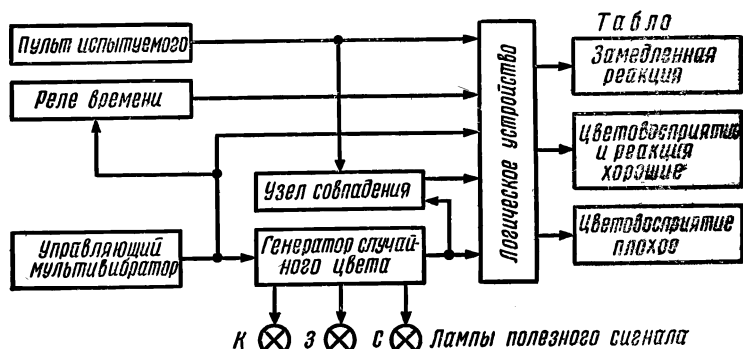 Пульт испытуемого
Реле времени
Управляющий
мультивибратор
Узел совпадения
Генератор случай-
ного цвета
Логическое устройство
Табло
Замедленная
реакция
Цветовосприятие
и реакция
хорошие
Цветовосприятие
плохое
К З С Лампы полезного сигнала